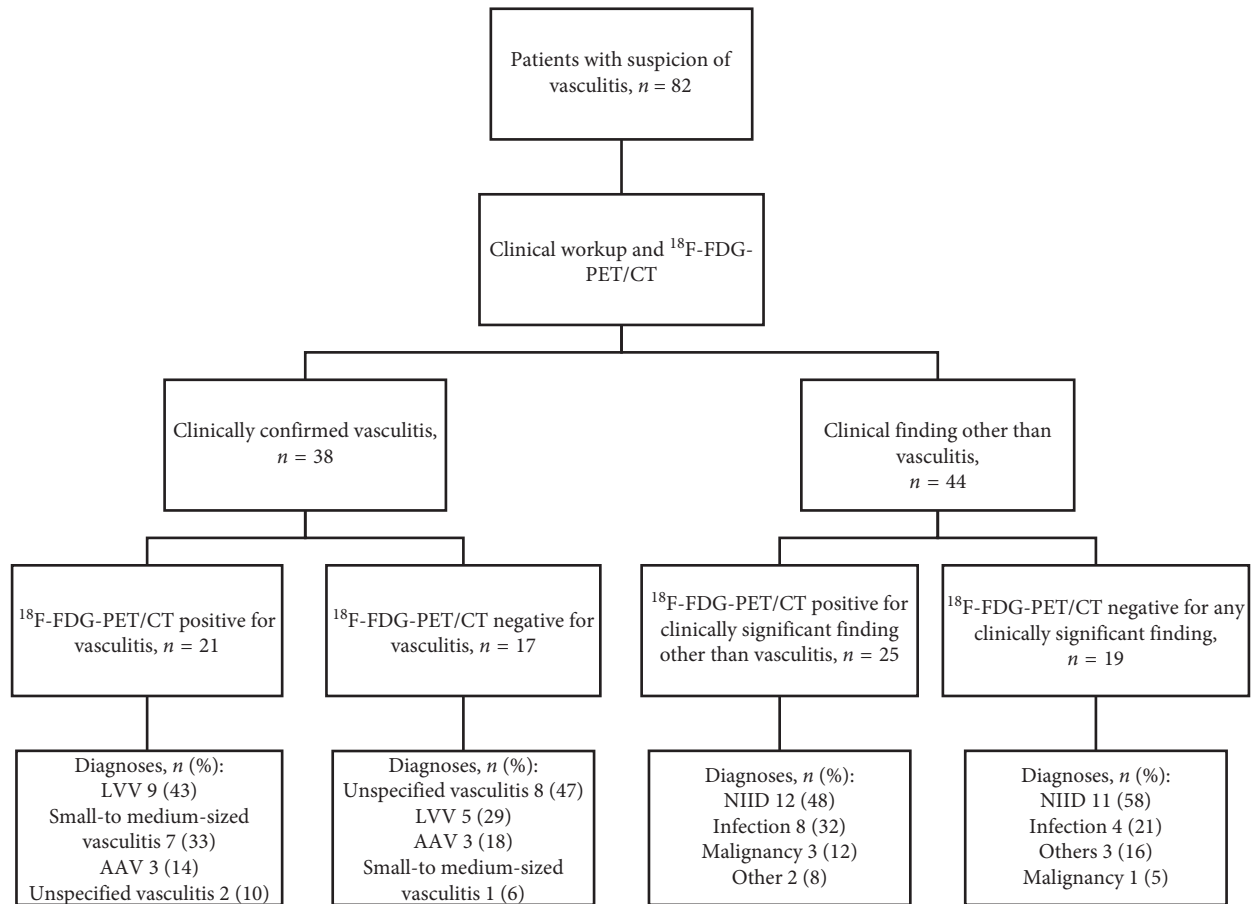 Patients with suspicion of
vasculitis, n = 82
Clinical workup and ¹⁸F-FDG-
PET/CT
Clinically confirmed vasculitis,
n = 38
Clinical finding other than
vasculitis,
n = 44
¹⁸F-FDG-PET/CT positive for
vasculitis, n = 21
¹⁸F-FDG-PET/CT negative for
vasculitis, n = 17
¹⁸F-FDG-PET/CT positive for
clinically significant finding
other than vasculitis, n = 25
¹⁸F-FDG-PET/CT negative for any
clinically significant finding,
n = 19
Diagnoses, n (%):
LVV 9 (43)
Small-to medium-sized
vasculitis 7 (33)
AAV 3 (14)
Unspecified vasculitis 2 (10)
Diagnoses, n (%):
Unspecified vasculitis 8 (47)
LVV 5 (29)
AAV 3 (18)
Small-to medium-sized
vasculitis 1 (6)
Diagnoses, n (%):
NIID 12 (48)
Infection 8 (32)
Malignancy 3 (12)
Other 2 (8)
Diagnoses, n (%):
NIID 11 (58)
Infection 4 (21)
Others 3 (16)
Malignancy 1 (5)